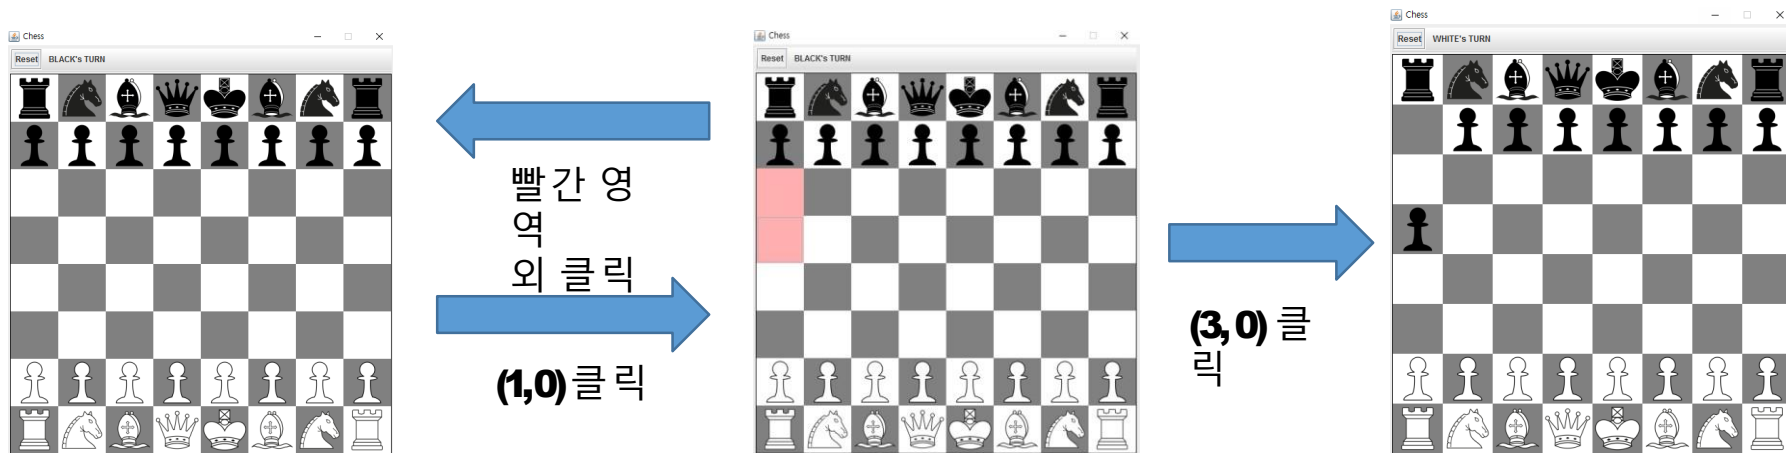 Chess
Reset BLACK's TURN
빨간 영
역
외 클릭
(1,0) 클릭
Chess
Reset BLACK's TURN
(3, 0) 클
릭
Chess
Reset WHITE's TURN